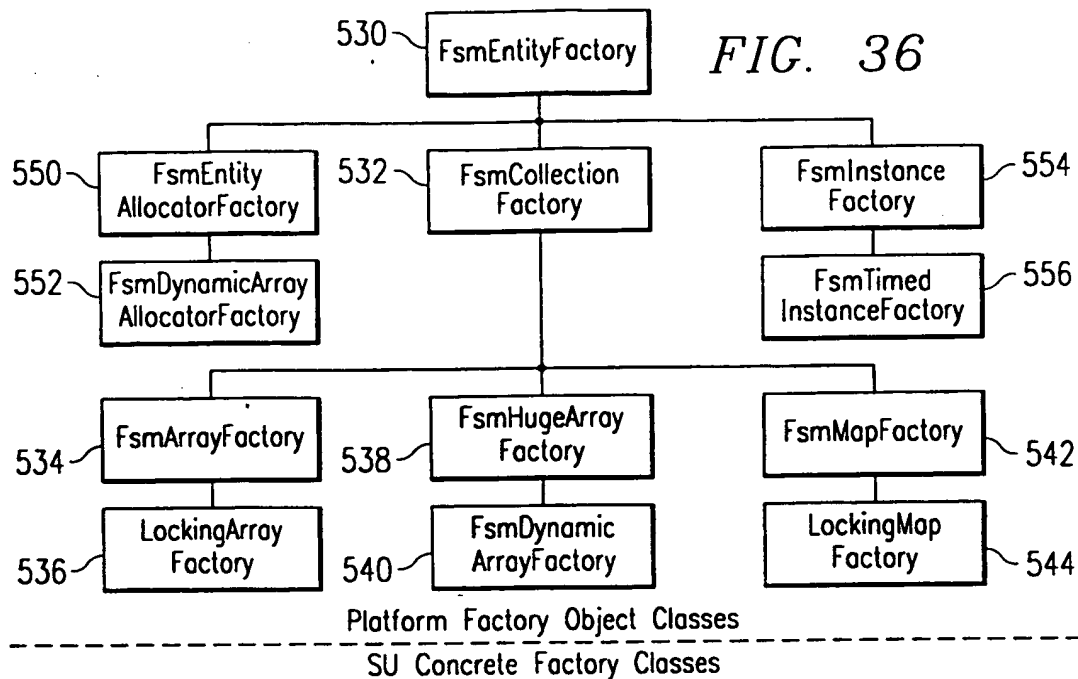 530
FsmEntityFactory
FIG. 36
550
FsmEntity
AllocatorFactory
532
FsmCollection
Factory
FsmInstance
Factory
554
552
FsmDynamicArray
AllocatorFactory
FsmTimed
InstanceFactory
556
534
FsmArrayFactory
538
FsmHugeArray
Factory
FsmMapFactory
542
536
LockingArray
Factory
540
FsmDynamic
ArrayFactory
LockingMap
Factory
544
Platform Factory Object Classes
SU Concrete Factory Classes